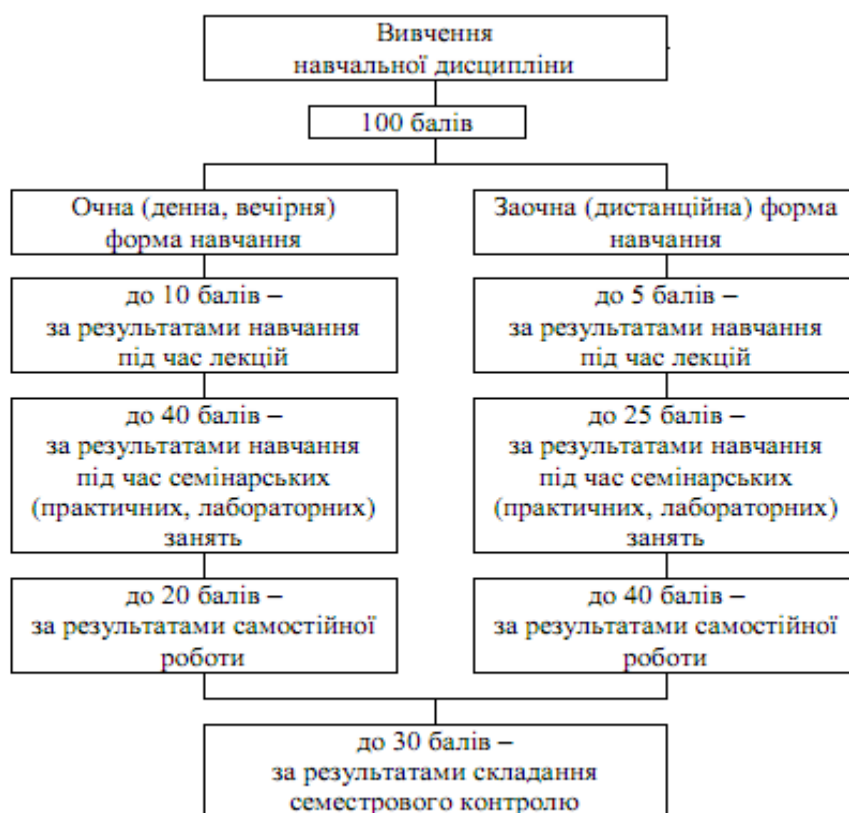 Вивчення
навчальної дисципліни
100 балів
Очна (денна, вечірня)
форма навчання
до 10 балів –
за результатами навчання
під час лекцій
до 40 балів –
за результатами навчання
під час семінарських
(практичних, лабораторних)
занять
до 20 балів –
за результатами самостійної
роботи
Заочна (дистанційна) форма
навчання
до 5 балів –
за результатами навчання
під час лекцій
до 25 балів –
за результатами навчання
під час семінарських
(практичних, лабораторних)
занять
до 40 балів –
за результатами самостійної
роботи
до 30 балів –
за результатами складання
семестрового контролю